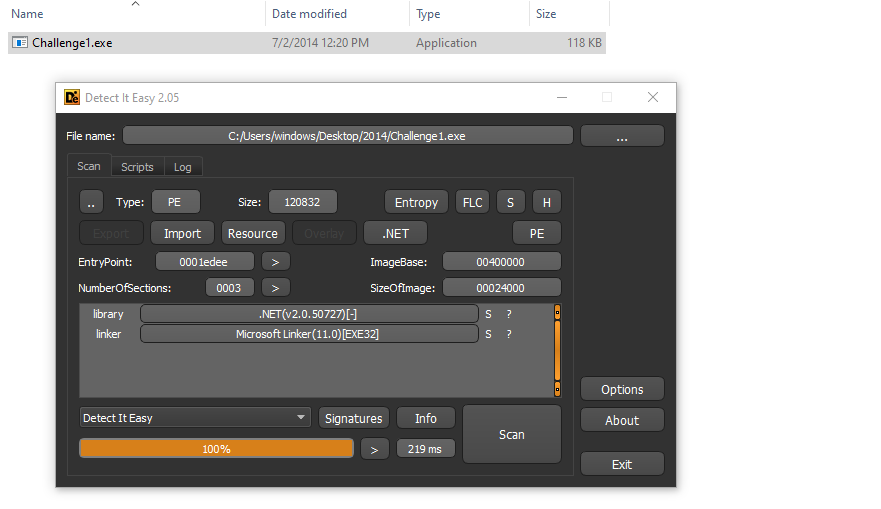 Name Date modified Type Size
Challenge1.exe 7/2/2014 12:20 PM Application 118 KB
Detect It Easy 2.05
File name: C:/Users/windows/Desktop/2014/Challenge1.exe ...
Scan Scripts Log
.. Type: PE Size: 120832 Entropy FLC S H
Export Import Resource Overlay .NET PE
EntryPoint: 0001edee > ImageBase: 00400000
NumberOfSections: 0003 > SizeOfImage: 00024000
library .NET(v2.0.50727)[-] S ?
linker Microsoft Linker(11.0)[EXE32] S ?
Options
Detect It Easy Signatures Info Scan About
100% > 219 ms
Exit